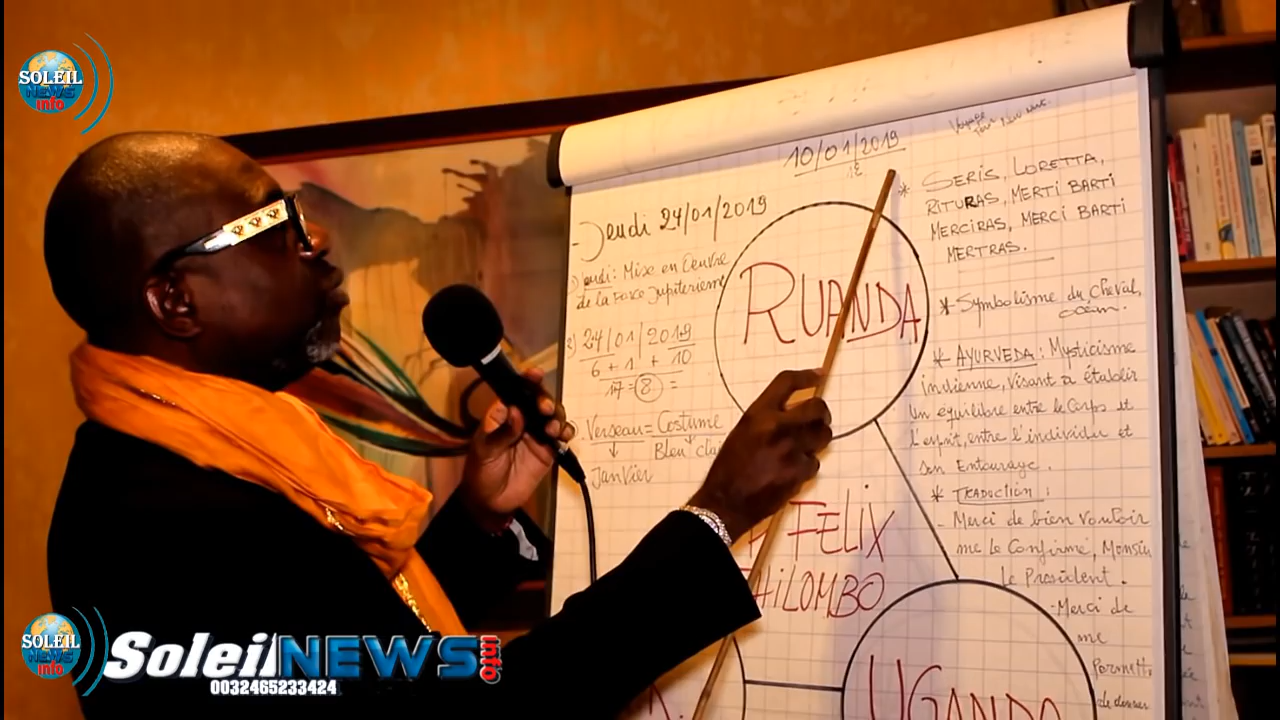 SOLEIL
NEWS
info
10/01/2019
- Jeudi 24/01/2019
1) Jeudi: Mise en Oeuvre
de la Force Jupiterienne
2) 24/01/2019
6 + 1 + 10
17 = 8 =
Verseau = Costume
Bleu clai
Janvier
RUANDA
* SERIS, LORETTA,
RITURAS, MERTI BARTI
MERCIRAS, MERCI BARTI
MERTRAS.
* Symbolisme du Cheval,
* AYURVEDA: Mysticisme
indienne, visant a établir
un équilibre entre le Corps et
l'esprit, entre l'individu et
son Entourage.
* TRADUCTION:
- Merci de bien vouloir
me le Confirmé, Monsieu
le Président.
- Merci de
me
FELIX
HILOMBO
UGANDA
SOLEIL
NEWS
info
SoleilNEWS info
0032465233424